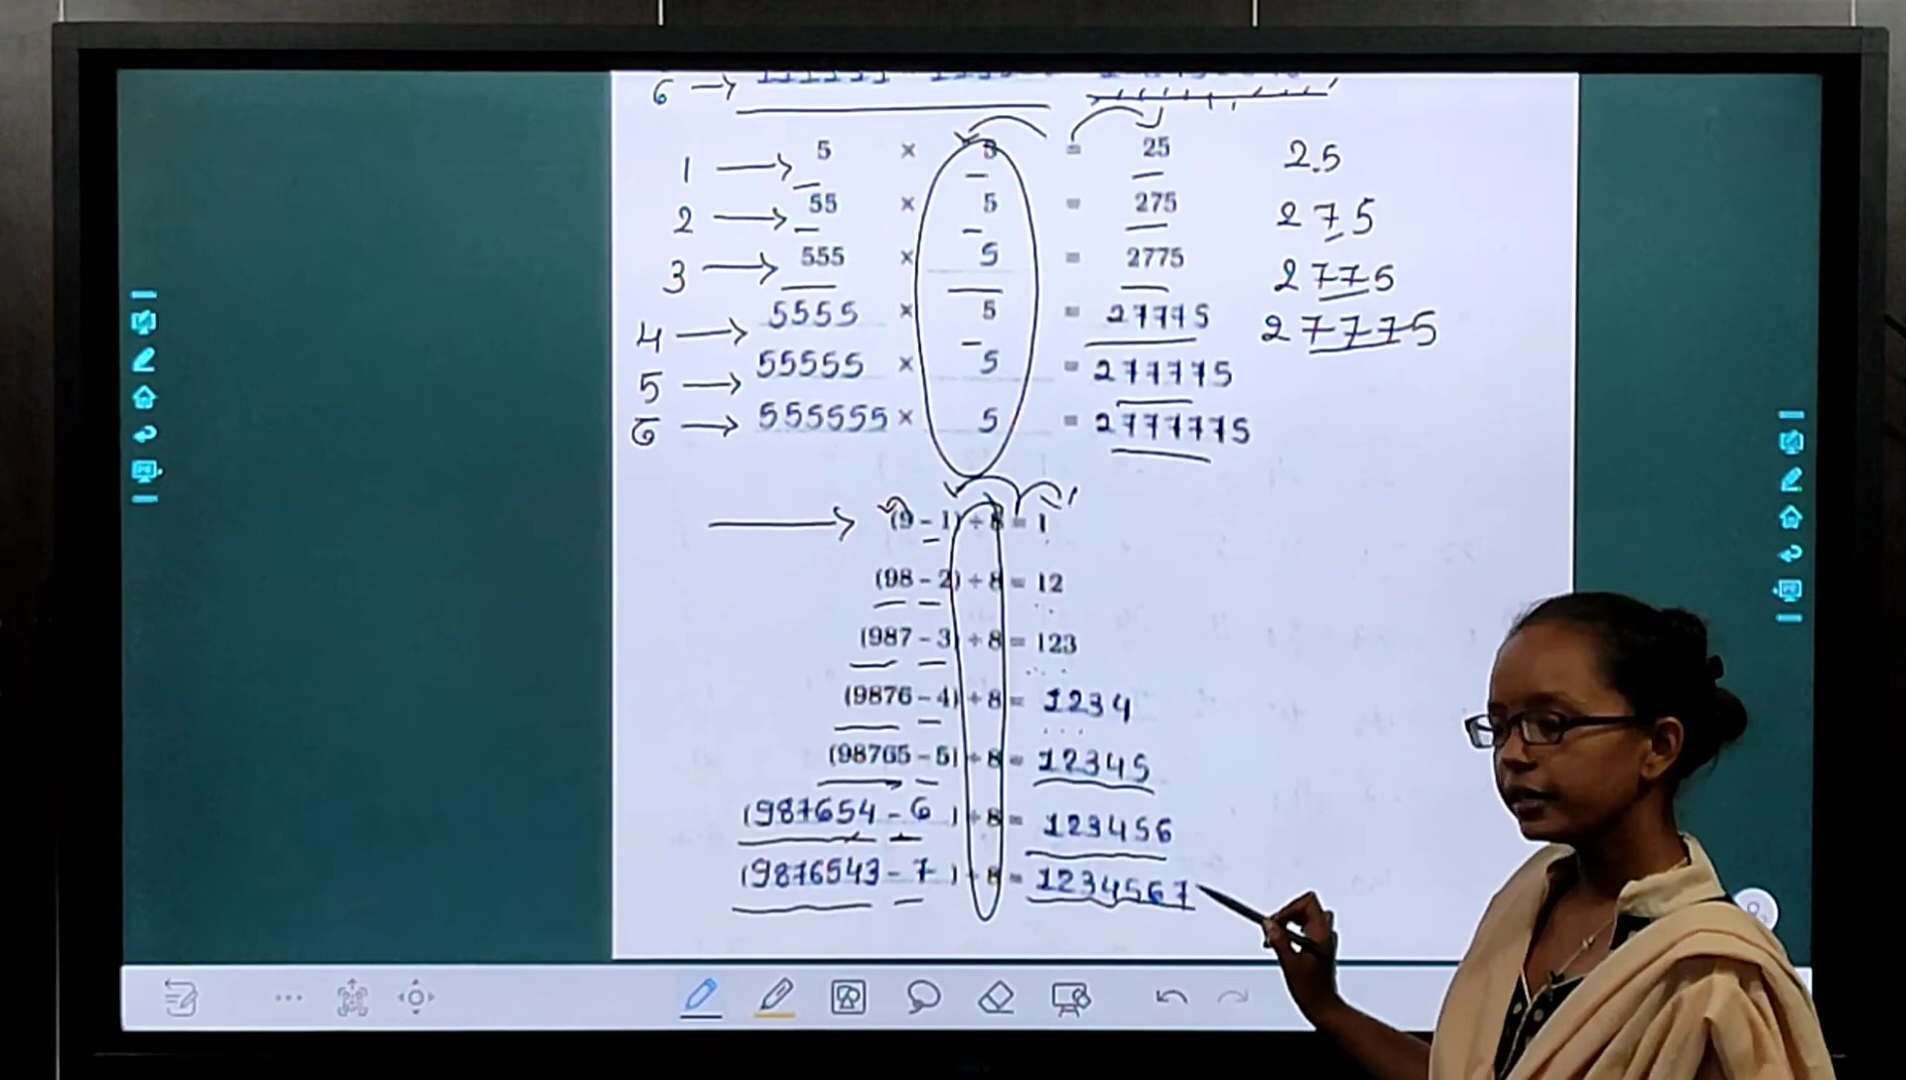 6 →
1 → 5 × 5 = 25 2.5
2 → 55 × 5 = 275 275
3 → 555 × 5 = 2775 2775
4 → 5555 × 5 = 27775 27775
5 → 55555 × 5 = 277775
6 → 555555 × 5 = 2777775
→ (9 - 1) ÷ 8 = 1
(98 - 2) ÷ 8 = 12
(987 - 3) ÷ 8 = 123
(9876 - 4) ÷ 8 = 1234
(98765 - 5) ÷ 8 = 12345
(987654 - 6 ) ÷ 8 = 123456
(9876543 - 7 ) ÷ 8 = 1234567